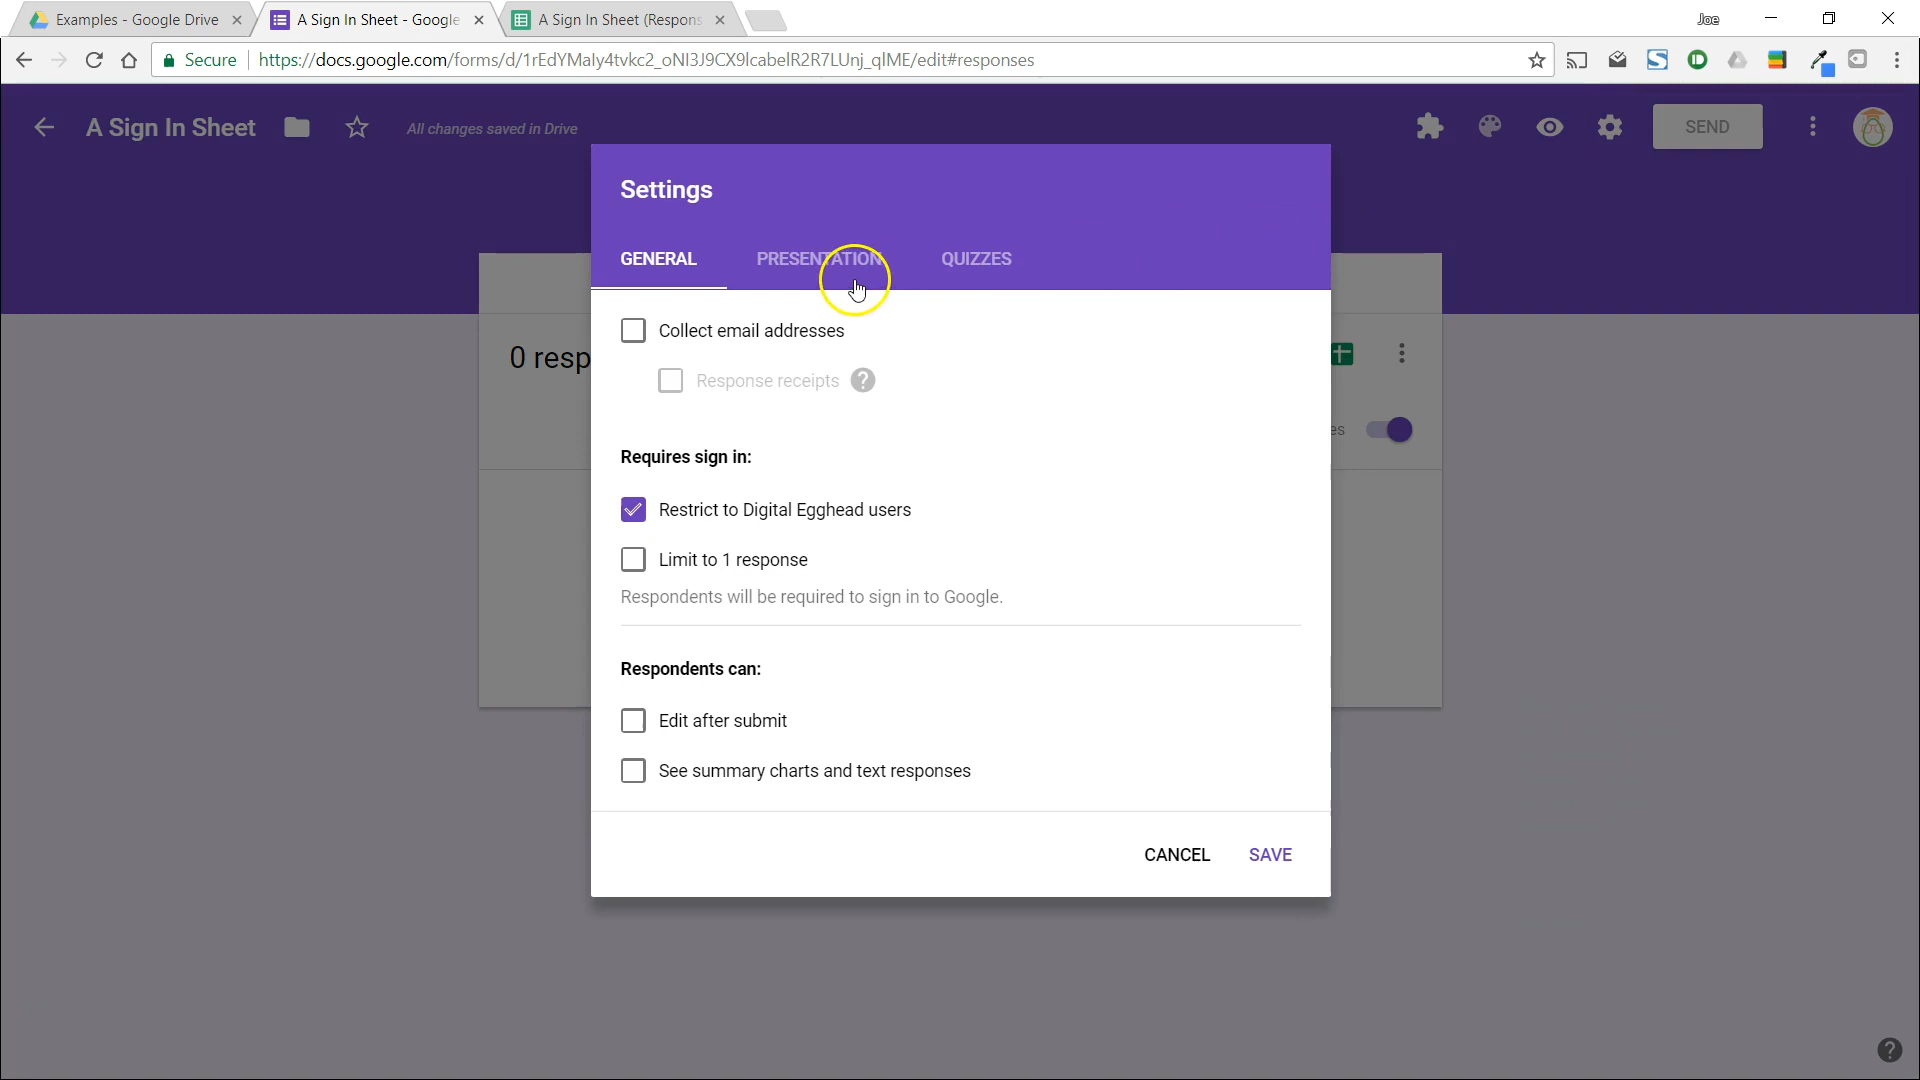 Examples - Google Drive
A Sign In Sheet - Google
A Sign In Sheet (Respons
Joe
Secure
https://docs.google.com/forms/d/1rEdYMaly4tvkc2_oNI3J9CX9lcabelR2R7LUnj_qlME/edit#responses
A Sign In Sheet
All changes saved in Drive
SEND
Settings
GENERAL
PRESENTATION
QUIZZES
Collect email addresses
0 resp
Response receipts
es
Requires sign in:
Restrict to Digital Egghead users
Limit to 1 response
Respondents will be required to sign in to Google.
Respondents can:
Edit after submit
See summary charts and text responses
CANCEL
SAVE